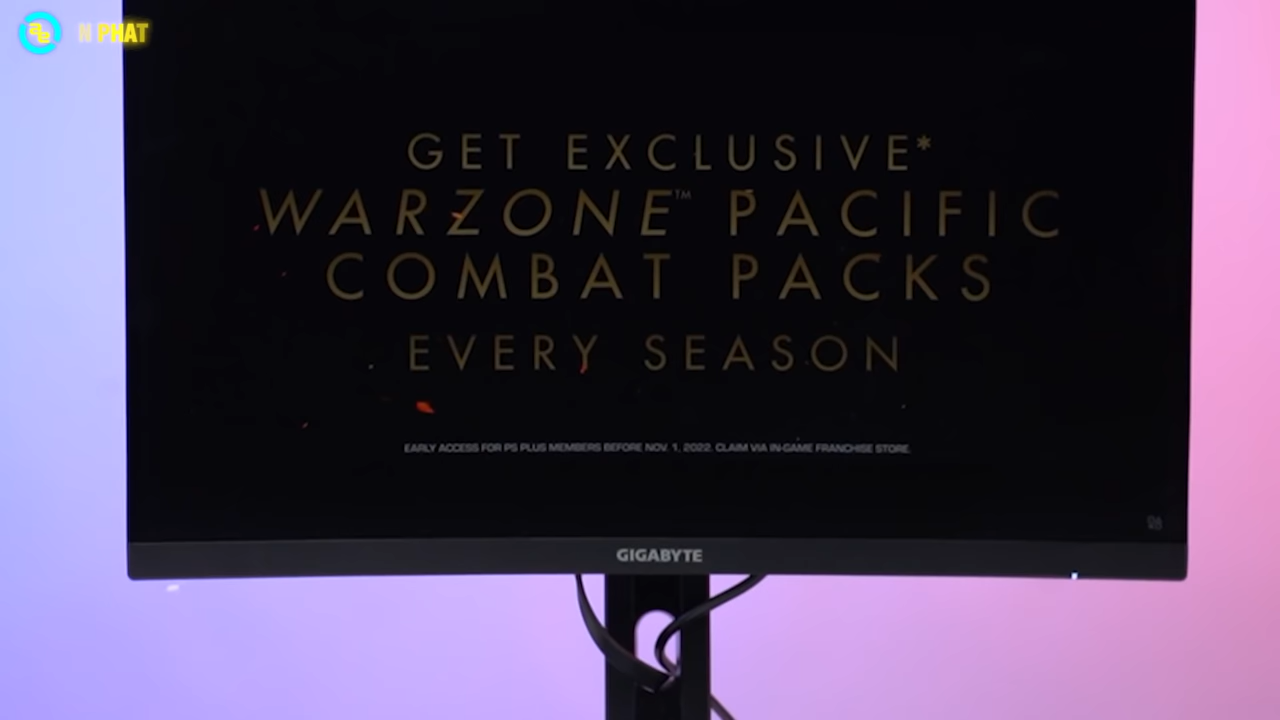 N PHAT
GET EXCLUSIVE*
WARZONE™ PACIFIC
COMBAT PACKS
EVERY SEASON
EARLY ACCESS FOR PS PLUS MEMBERS BEFORE NOV. 1, 2022. CLAIM VIA IN-GAME FRANCHISE STORE.
GIGABYTE